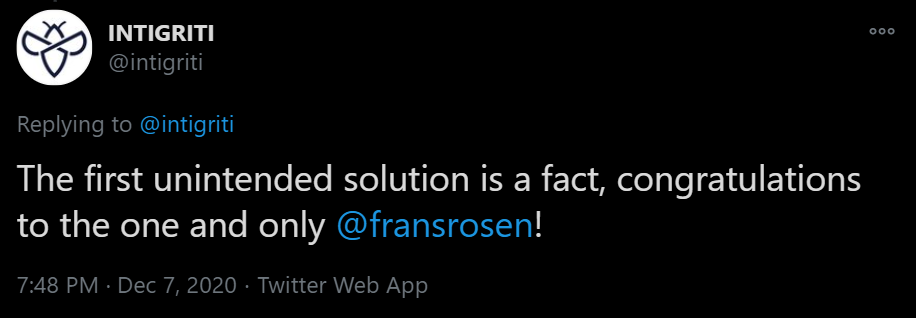 INTIGRITI
@intigriti
Replying to @intigriti
The first unintended solution is a fact, congratulations
to the one and only @fransrosen!
7:48 PM · Dec 7, 2020 · Twitter Web App